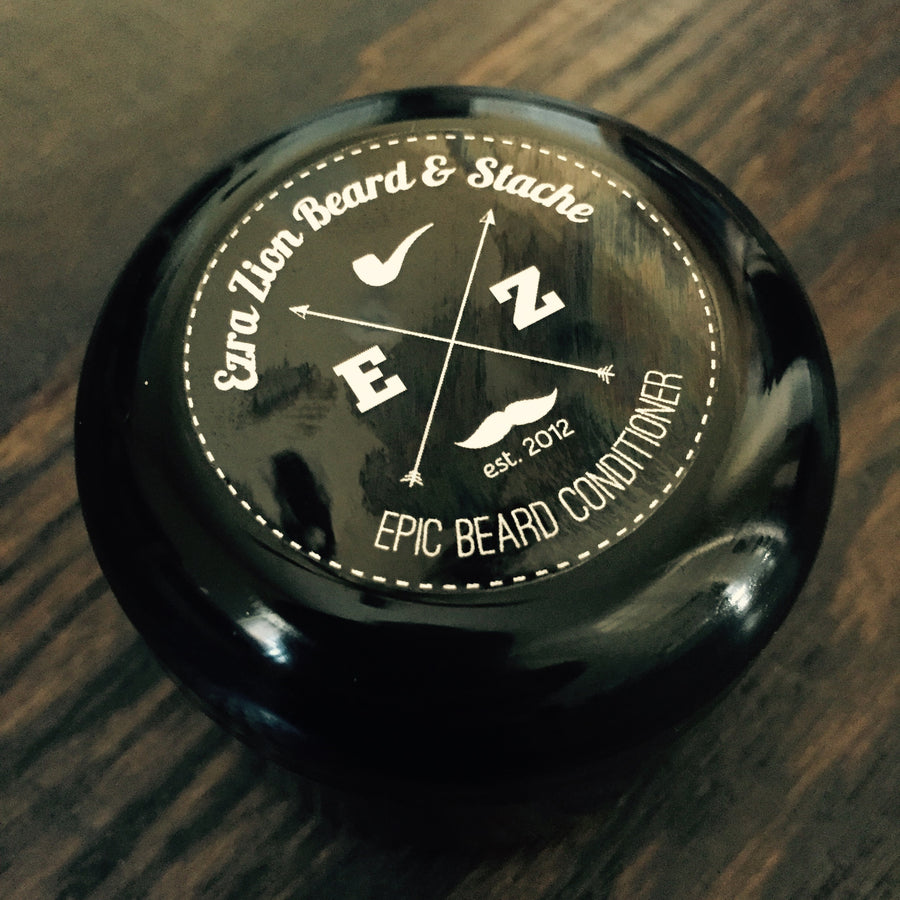 Ezra Zion Beard & Stache
E Z
est. 2012
EPIC BEARD CONDITIONER